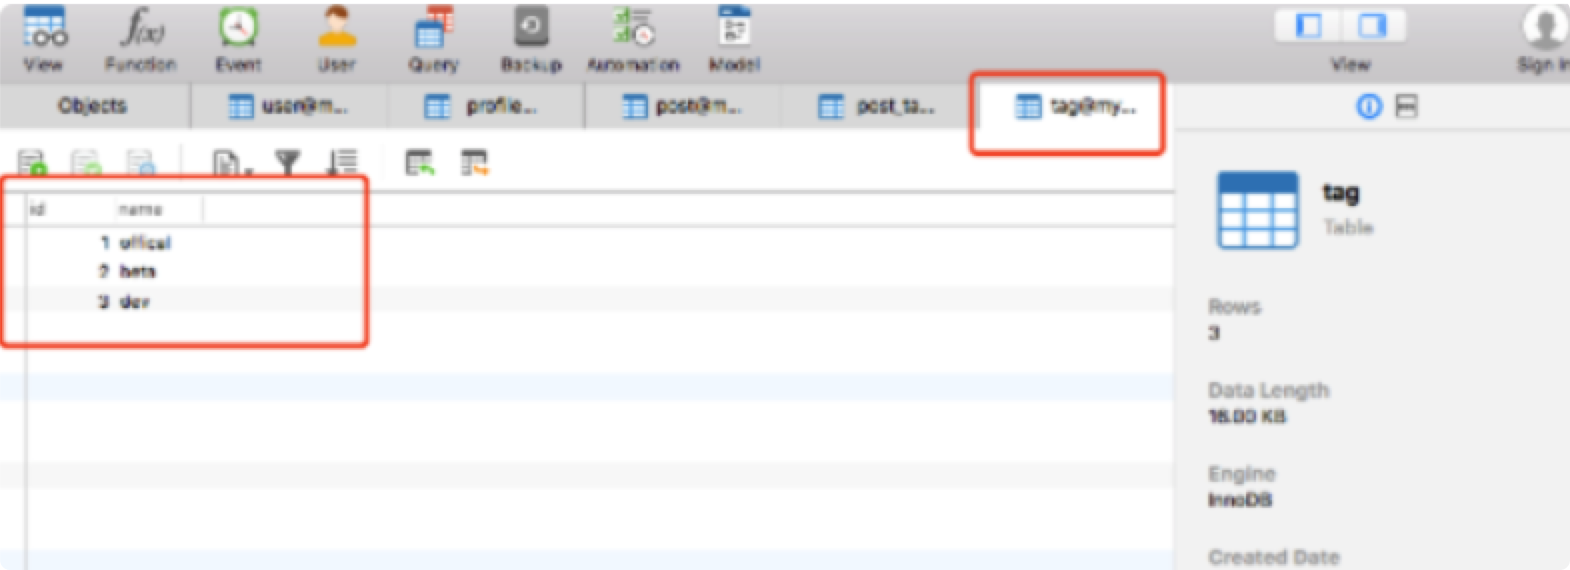 View Function Event User Query Backup Automation Model View Sign In
Objects user@m... profile... post@m... post_ta... tag@my...
id name
1 offical
2 beta
3 dev
tag
Table
Rows
3
Data Length
16.00 KB
Engine
InnoDB
Created Date